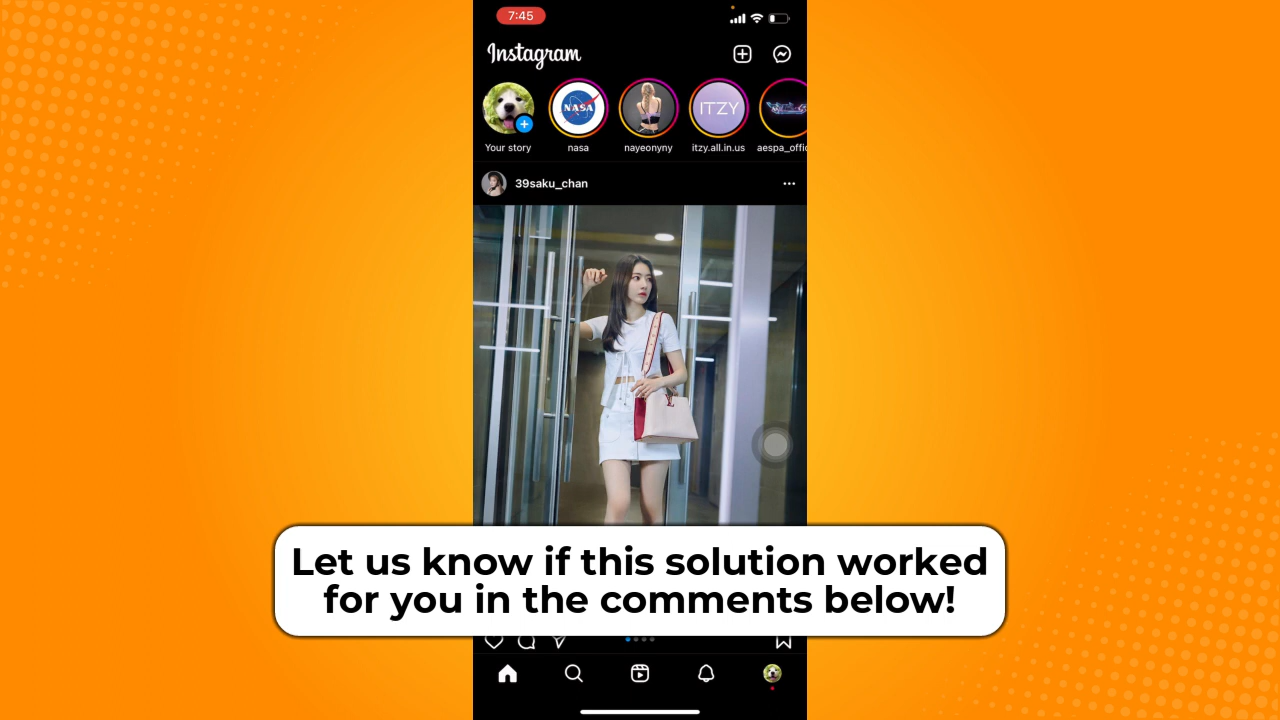 7:45
Instagram
NASA
ITZY
Your story
nasa
nayeonyny
itzy.all.in.us
aespa_offic
39saku_chan
Let us know if this solution worked
for you in the comments below!